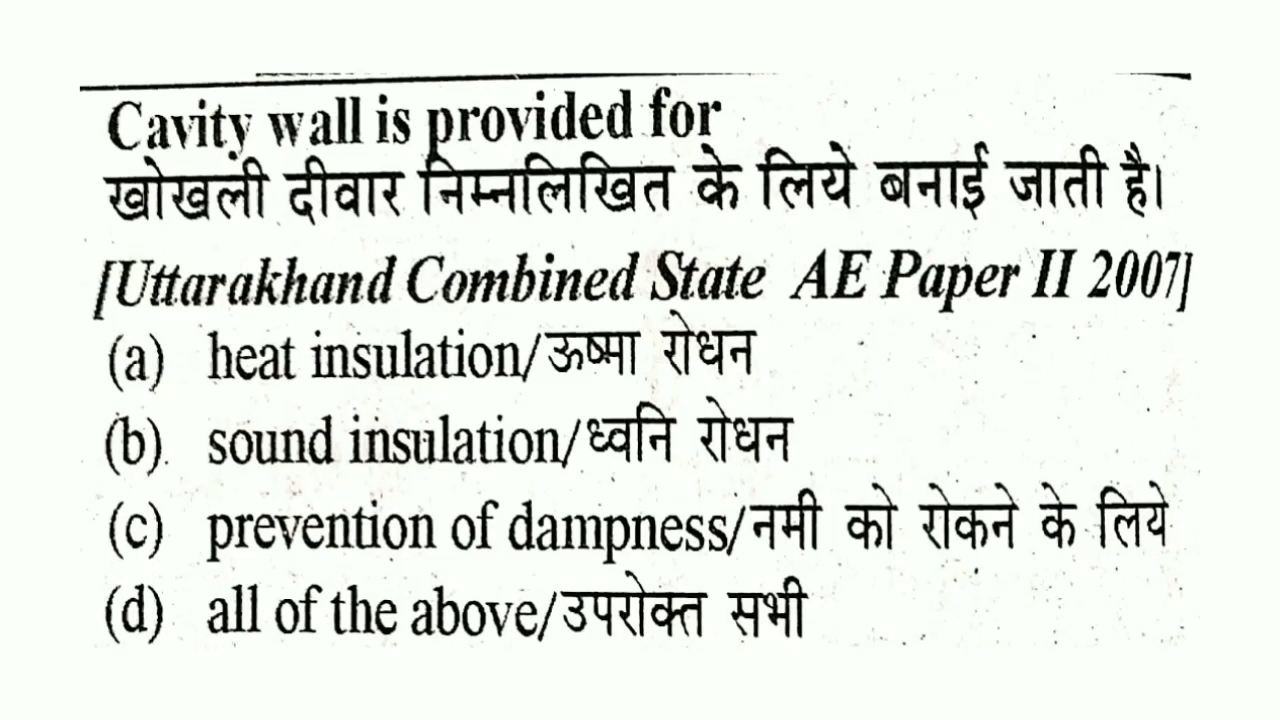 Cavity wall is provided for
खोखली दीवार निम्नलिखित के लिये बनाई जाती है।
[Uttarakhand Combined State AE Paper II 2007]
(a) heat insulation/ऊष्मा रोधन
(b) sound insulation/ध्वनि रोधन
(c) prevention of dampness/नमी को रोकने के लिये
(d) all of the above/उपरोक्त सभी